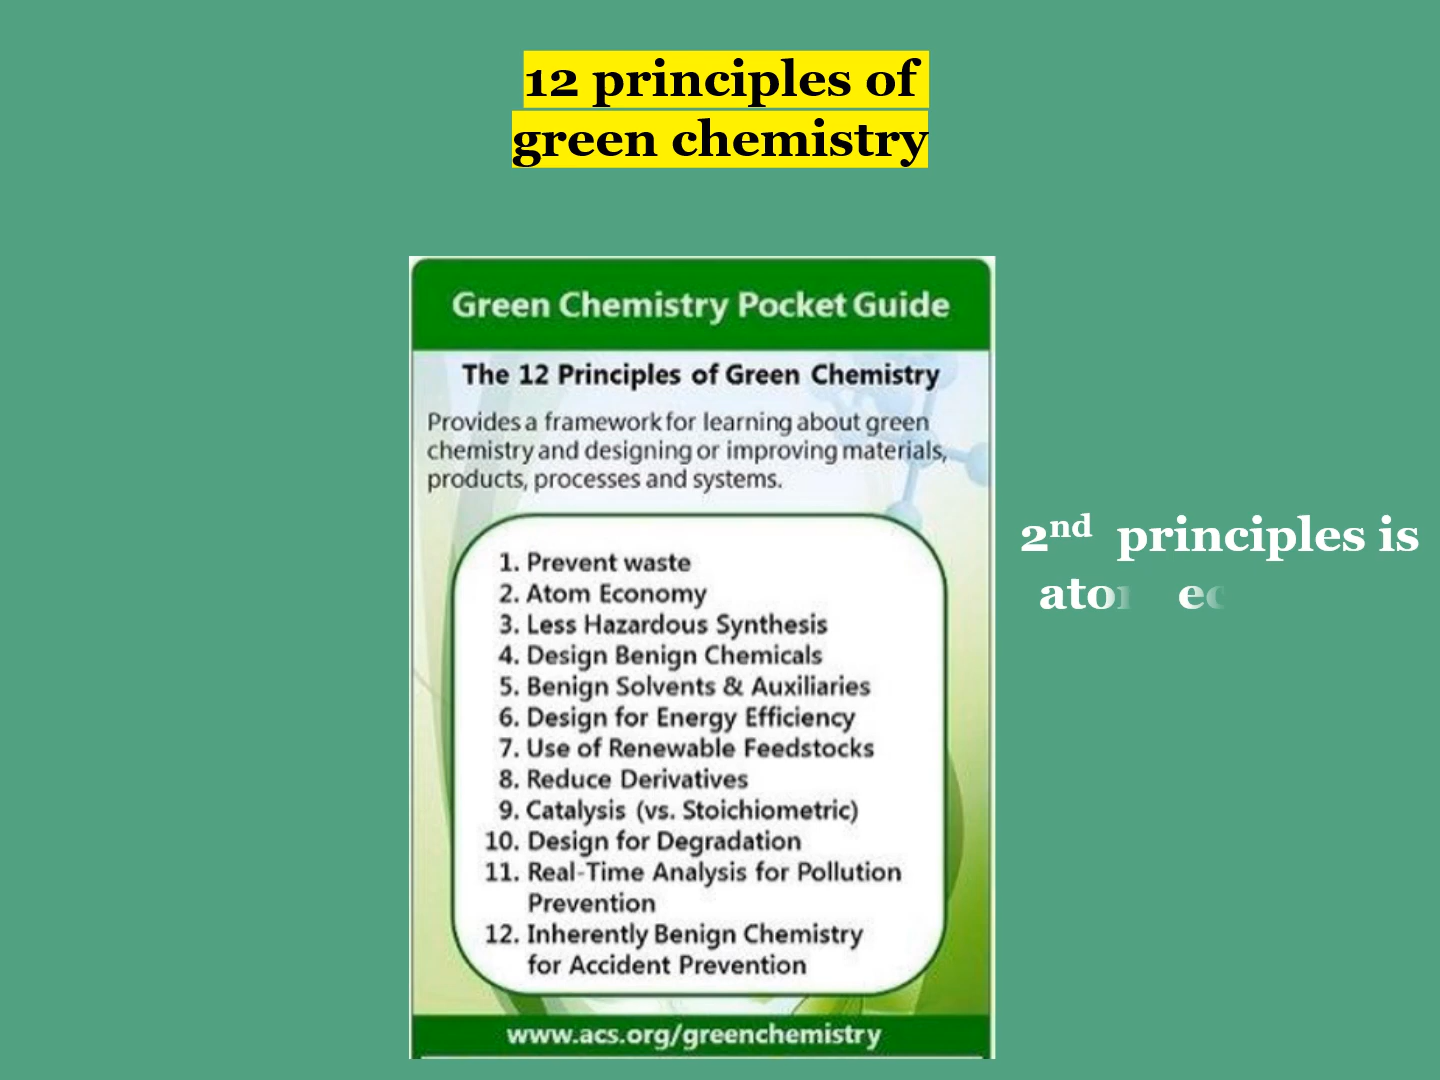 12 principles of
green chemistry
Green Chemistry Pocket Guide
The 12 Principles of Green Chemistry
Provides a framework for learning about green
chemistry and designing or improving materials,
products, processes and systems.
1. Prevent waste
2. Atom Economy
3. Less Hazardous Synthesis
4. Design Benign Chemicals
5. Benign Solvents & Auxiliaries
6. Design for Energy Efficiency
7. Use of Renewable Feedstocks
8. Reduce Derivatives
9. Catalysis (vs. Stoichiometric)
10. Design for Degradation
11. Real-Time Analysis for Pollution
Prevention
12. Inherently Benign Chemistry
for Accident Prevention
www.acs.org/greenchemistry
2nd principles is